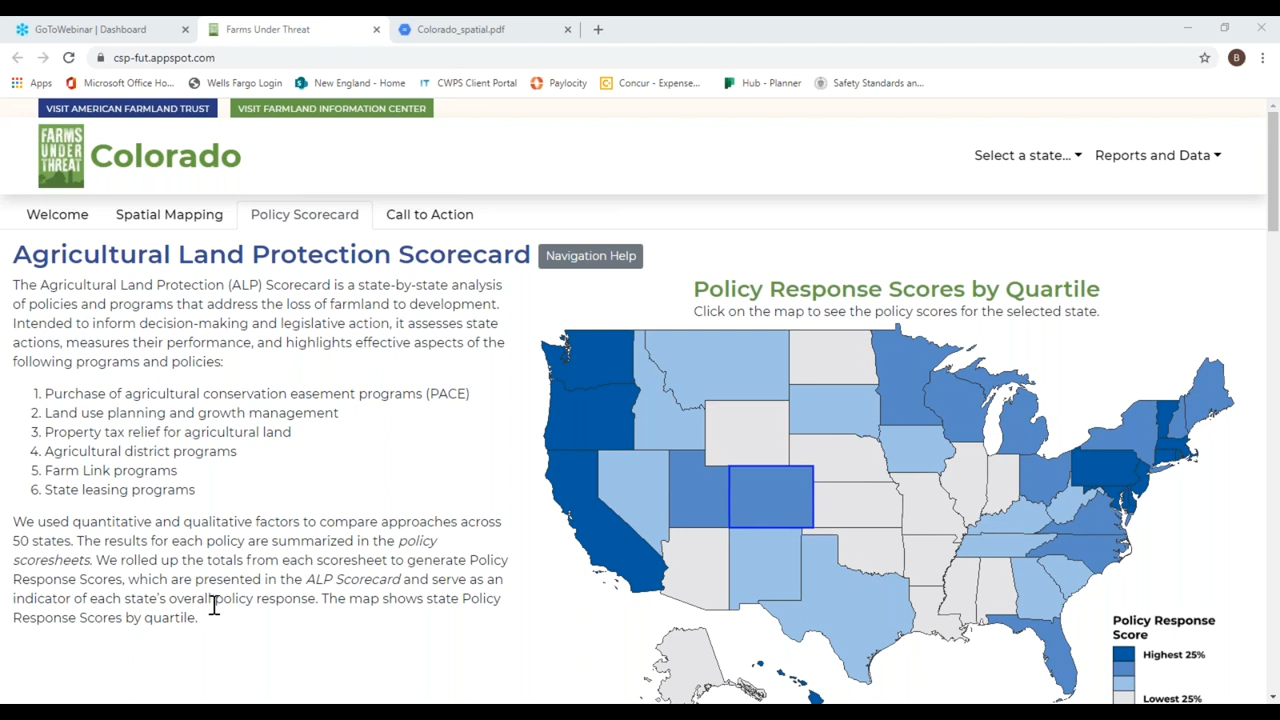 GoToWebinar | Dashboard
Farms Under Threat
Colorado_spatial.pdf
csp-fut.appspot.com
B
Apps
Microsoft Office Ho...
Wells Fargo Login
New England - Home
IT CWPS Client Portal
Paylocity
Concur - Expense...
Hub - Planner
Safety Standards an...
VISIT AMERICAN FARMLAND TRUST
VISIT FARMLAND INFORMATION CENTER
FARMS
UNDER
THREAT
Colorado
Select a state...
Reports and Data
Welcome
Spatial Mapping
Policy Scorecard
Call to Action
Agricultural Land Protection Scorecard
Navigation Help
The Agricultural Land Protection (ALP) Scorecard is a state-by-state analysis
of policies and programs that address the loss of farmland to development.
Intended to inform decision-making and legislative action, it assesses state
actions, measures their performance, and highlights effective aspects of the
following programs and policies:
1. Purchase of agricultural conservation easement programs (PACE)
2. Land use planning and growth management
3. Property tax relief for agricultural land
4. Agricultural district programs
5. Farm Link programs
6. State leasing programs
We used quantitative and qualitative factors to compare approaches across
50 states. The results for each policy are summarized in the policy
scoresheets. We rolled up the totals from each scoresheet to generate Policy
Response Scores, which are presented in the ALP Scorecard and serve as an
indicator of each state's overall policy response. The map shows state Policy
Response Scores by quartile.
Policy Response Scores by Quartile
Click on the map to see the policy scores for the selected state.
Policy Response
Score
Highest 25%
Lowest 25%